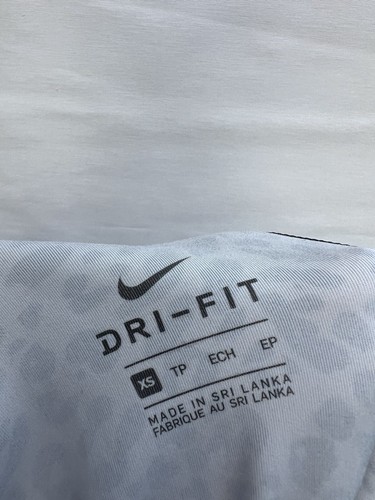 DRI-FIT
XS TP ECH EP
MADE IN SRI LANKA
FABRIQUE AU SRI LANKA